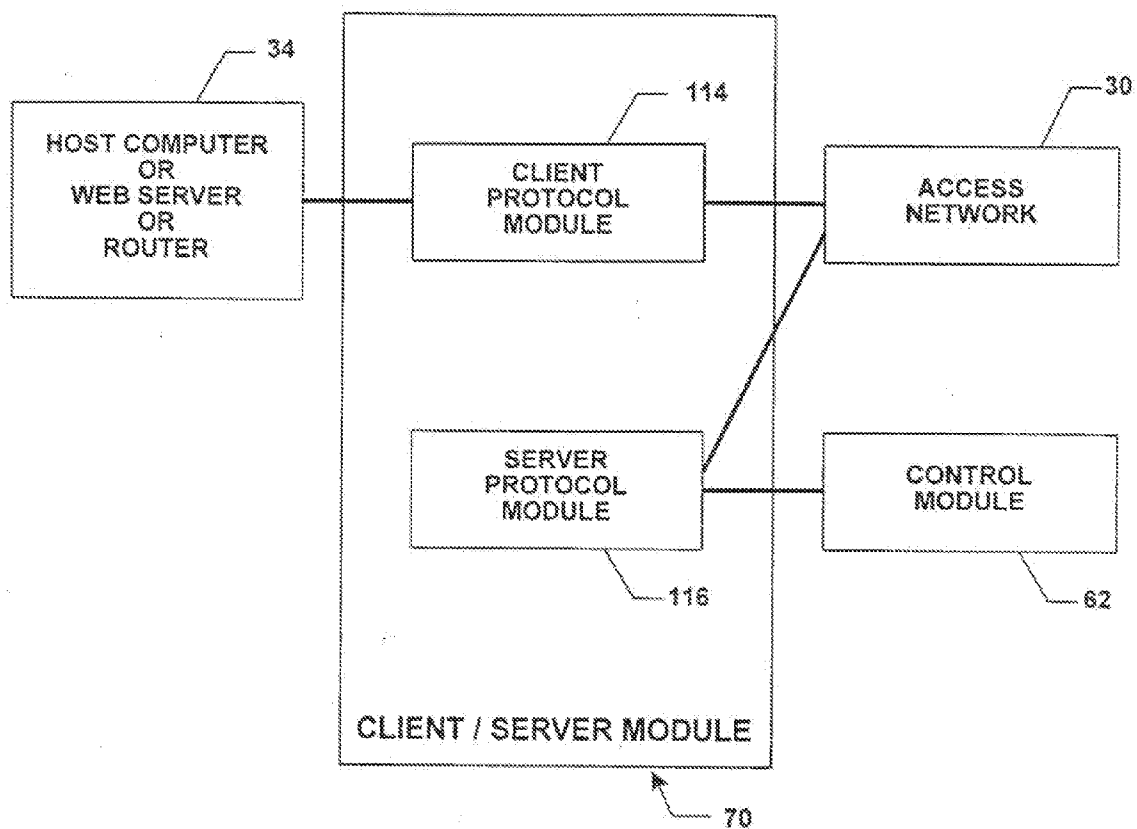 34
HOST COMPUTER
OR
WEB SERVER
OR
ROUTER
114
CLIENT
PROTOCOL
MODULE
30
ACCESS
NETWORK
SERVER
PROTOCOL
MODULE
116
CONTROL
MODULE
62
CLIENT / SERVER MODULE
70